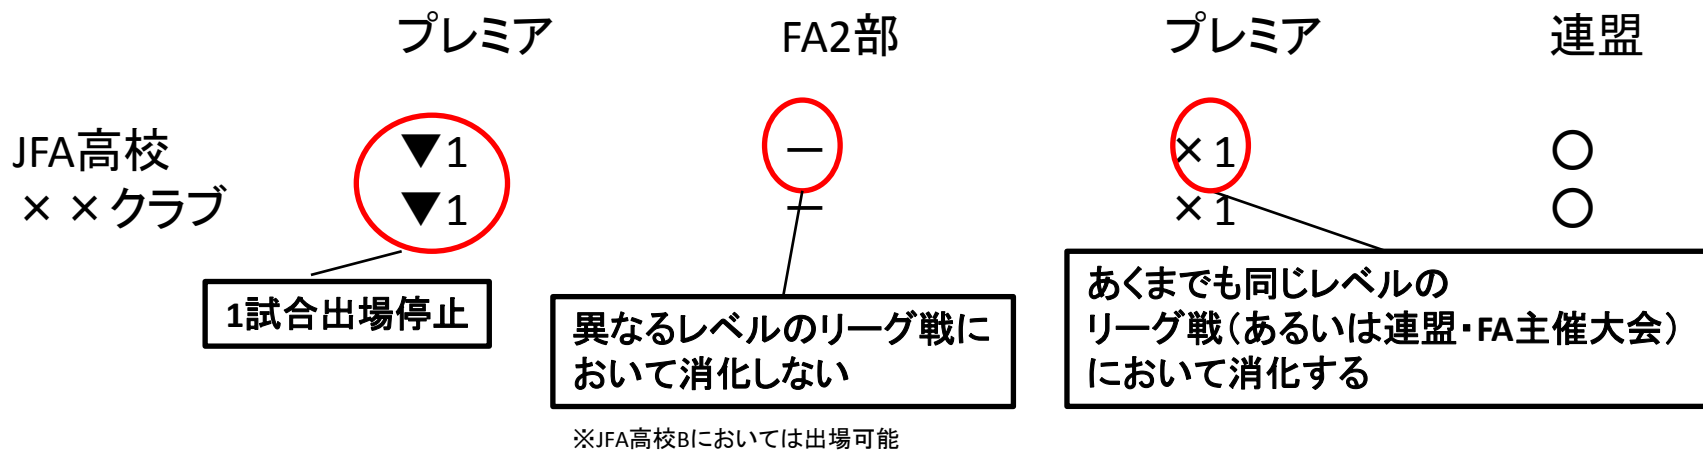 プレミア FA2部 プレミア 連盟
JFA高校 ▼1 － ×1 〇
××クラブ ▼1 － ×1 〇
1試合出場停止
異なるレベルのリーグ戦に
おいて消化しない
あくまでも同じレベルの
リーグ戦（あるいは連盟・FA主催大会）
において消化する
※JFA高校Bにおいては出場可能